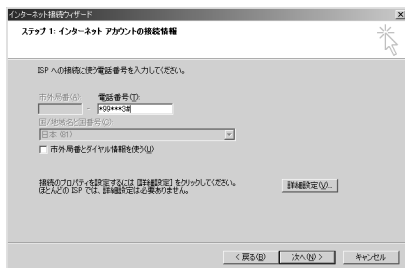 インターネット接続ウィザード
ステップ 1: インターネット アカウントの接続情報
ISP への接続に使う電話番号を入力してください。
市外局番(A): 電話番号(T):
- *99***3#
国/地域名と国番号(O):
日本 (81)
市外局番とダイヤル情報を使う(U)
接続のプロパティを設定するには [詳細設定] をクリックしてください。
ほとんどの ISP では、詳細設定は必要ありません。
詳細設定(V)...
< 戻る(B) 次へ(N) > キャンセル